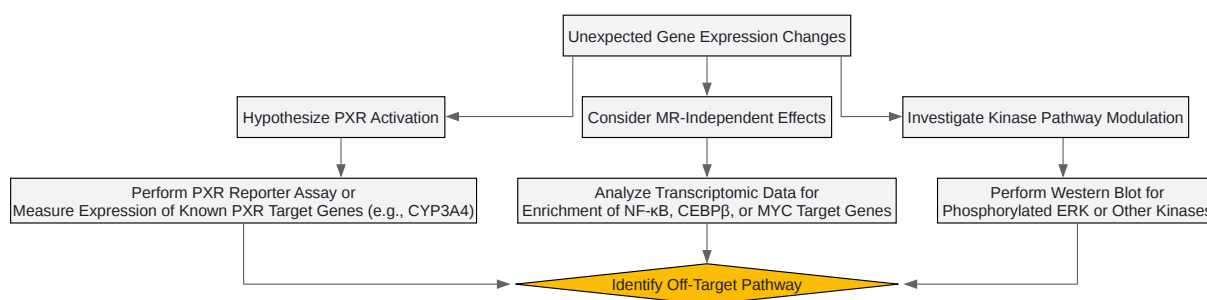 Unexpected Gene Expression Changes
Hypothesize PXR Activation
Consider MR-Independent Effects
Investigate Kinase Pathway Modulation
Perform PXR Reporter Assay or
Measure Expression of Known PXR Target Genes (e.g., CYP3A4)
Analyze Transcriptomic Data for
Enrichment of NF-κB, CEBPβ, or MYC Target Genes
Perform Western Blot for
Phosphorylated ERK or Other Kinases
Identify Off-Target Pathway